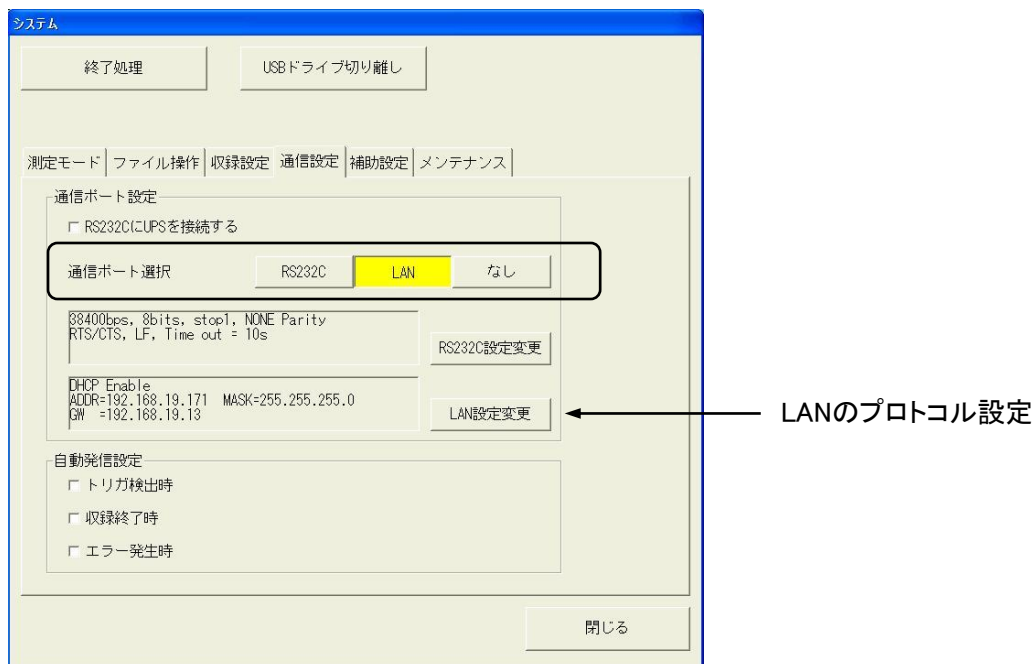 システム
終了処理
USBドライブ切り離し
測定モード
ファイル操作
収録設定
通信設定
補助設定
メンテナンス
通信ポート設定
RS232CにUPSを接続する
通信ポート選択
RS232C
LAN
なし
38400bps, 8bits, stop1, NONE Parity
RTS/CTS, LF, Time out = 10s
RS232C設定変更
DHCP Enable
ADDR=192.168.19.171 MASK=255.255.255.0
GW =192.168.19.13
LAN設定変更
LANのプロトコル設定
自動発信設定
トリガ検出時
収録終了時
エラー発生時
閉じる